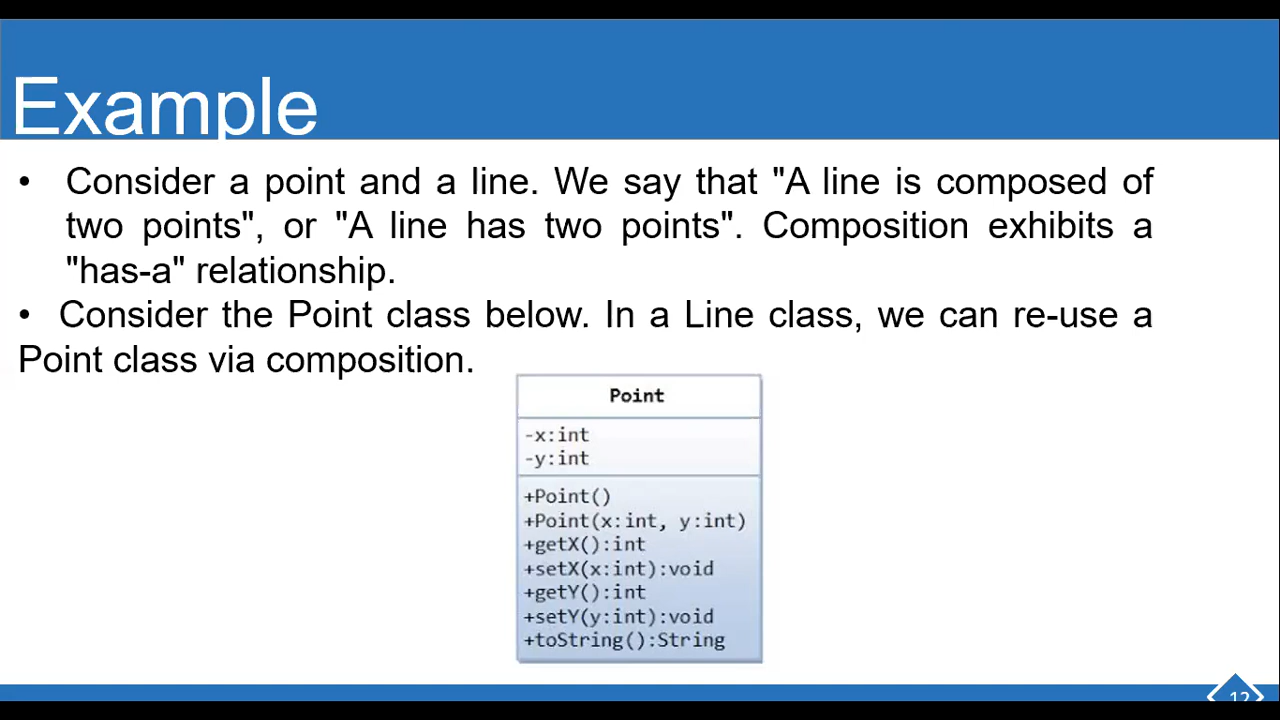 Example
• Consider a point and a line. We say that "A line is composed of
two points", or "A line has two points". Composition exhibits a
"has-a" relationship.
• Consider the Point class below. In a Line class, we can re-use a
Point class via composition.
Point
-x:int
-y:int
+Point()
+Point(x:int, y:int)
+getX():int
+setX(x:int):void
+getY():int
+setY(y:int):void
+toString():String
12